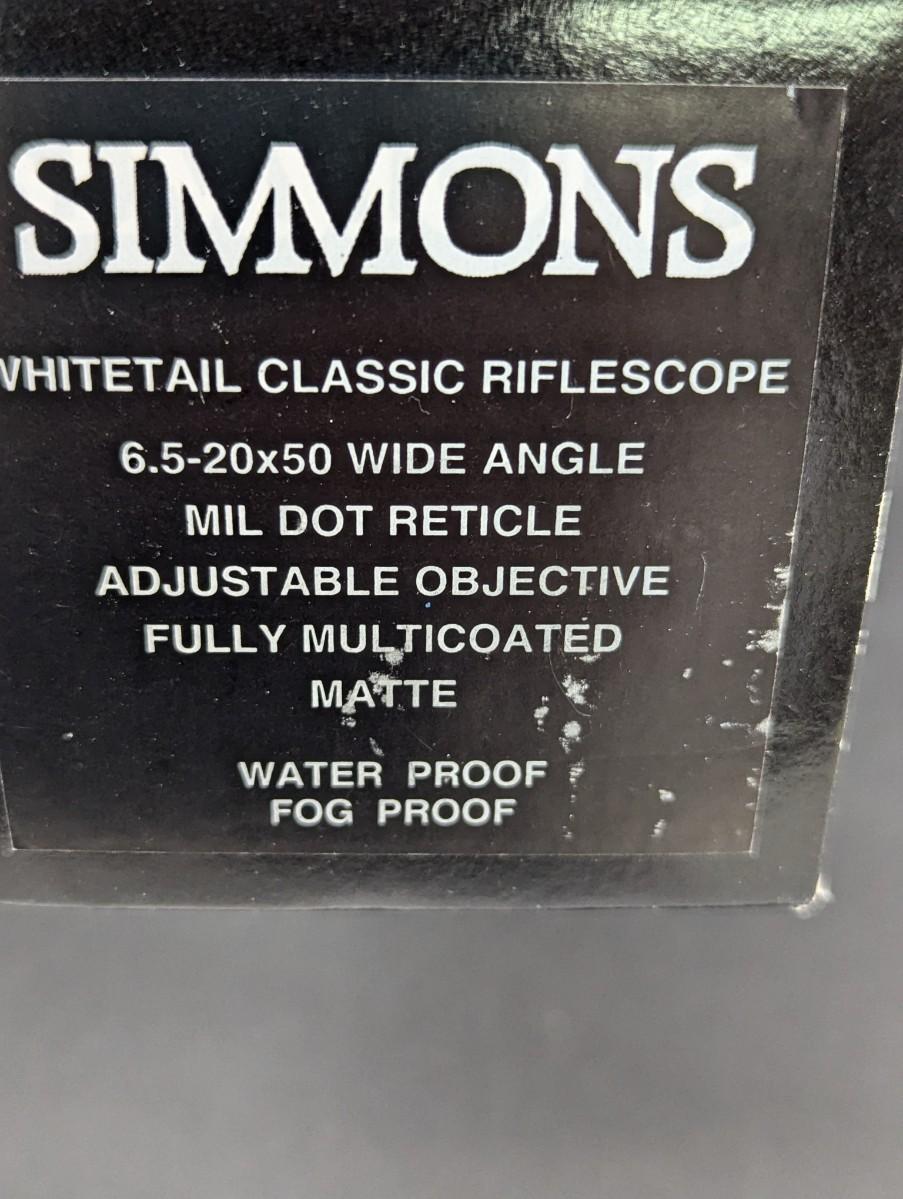 SIMMONS
WHITETAIL CLASSIC RIFLESCOPE
6.5-20x50 WIDE ANGLE
MIL DOT RETICLE
ADJUSTABLE OBJECTIVE
FULLY MULTICOATED
MATTE
WATER PROOF
FOG PROOF